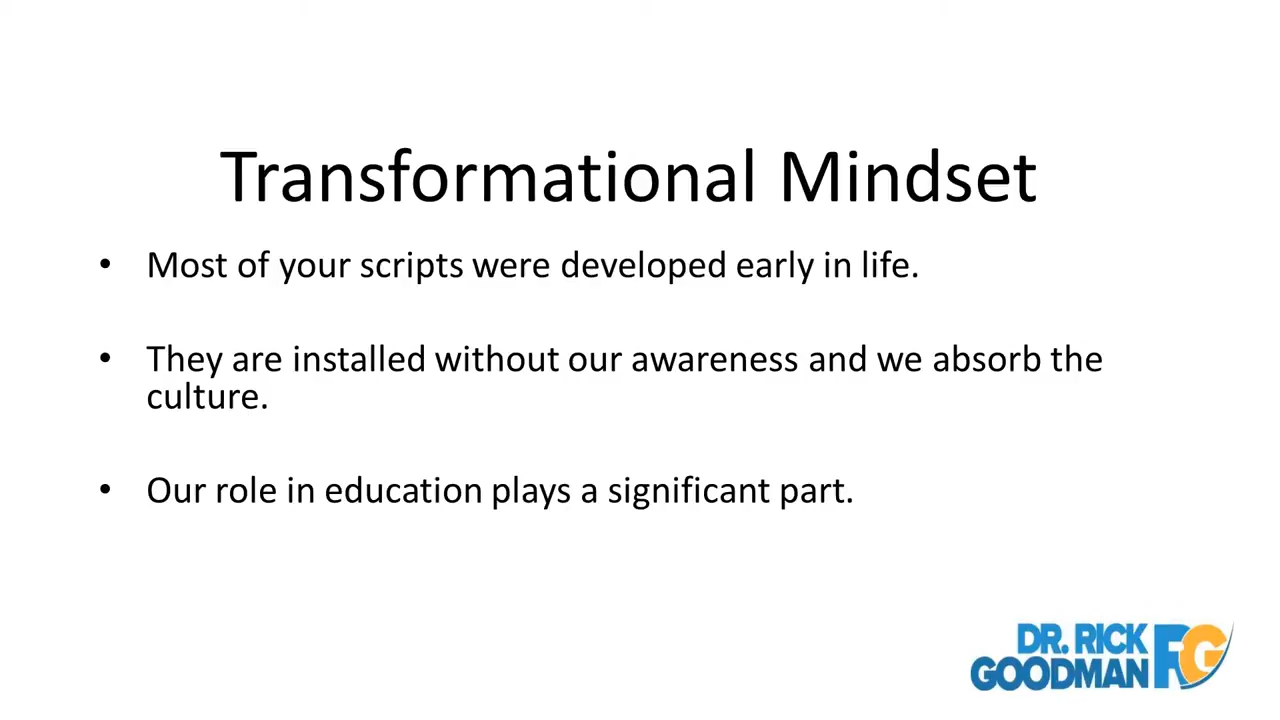 Transformational Mindset
• Most of your scripts were developed early in life.
• They are installed without our awareness and we absorb the
culture.
• Our role in education plays a significant part.
DR. RICK
GOODMAN
RG